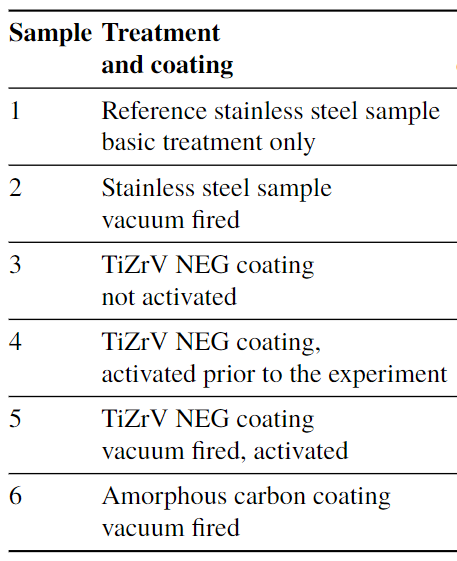 Sample Treatment
and coating
1 Reference stainless steel sample
basic treatment only
2 Stainless steel sample
vacuum fired
3 TiZrV NEG coating
not activated
4 TiZrV NEG coating,
activated prior to the experiment
5 TiZrV NEG coating
vacuum fired, activated
6 Amorphous carbon coating
vacuum fired